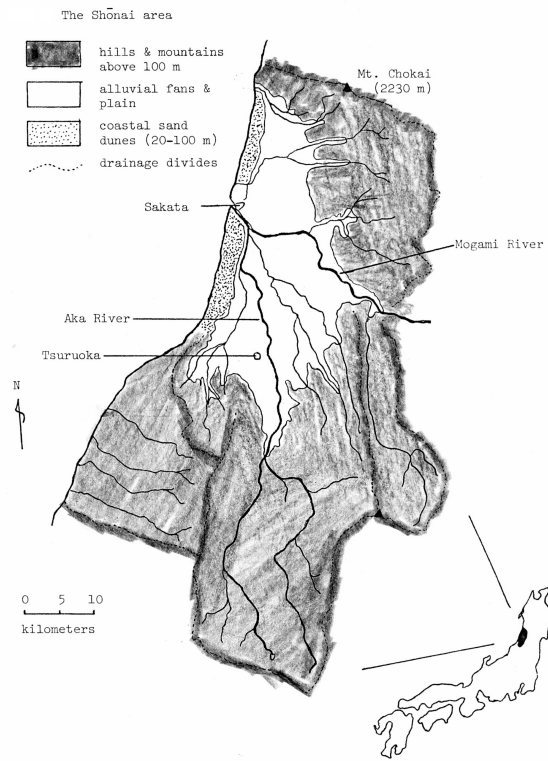 The Shōnai area
hills & mountains
above 100 m
alluvial fans &
plain
coastal sand
dunes (20-100 m)
drainage divides
Mt. Chokai
(2230 m)
Sakata
Mogami River
Aka River
Tsuruoka
N
0 5 10
kilometers